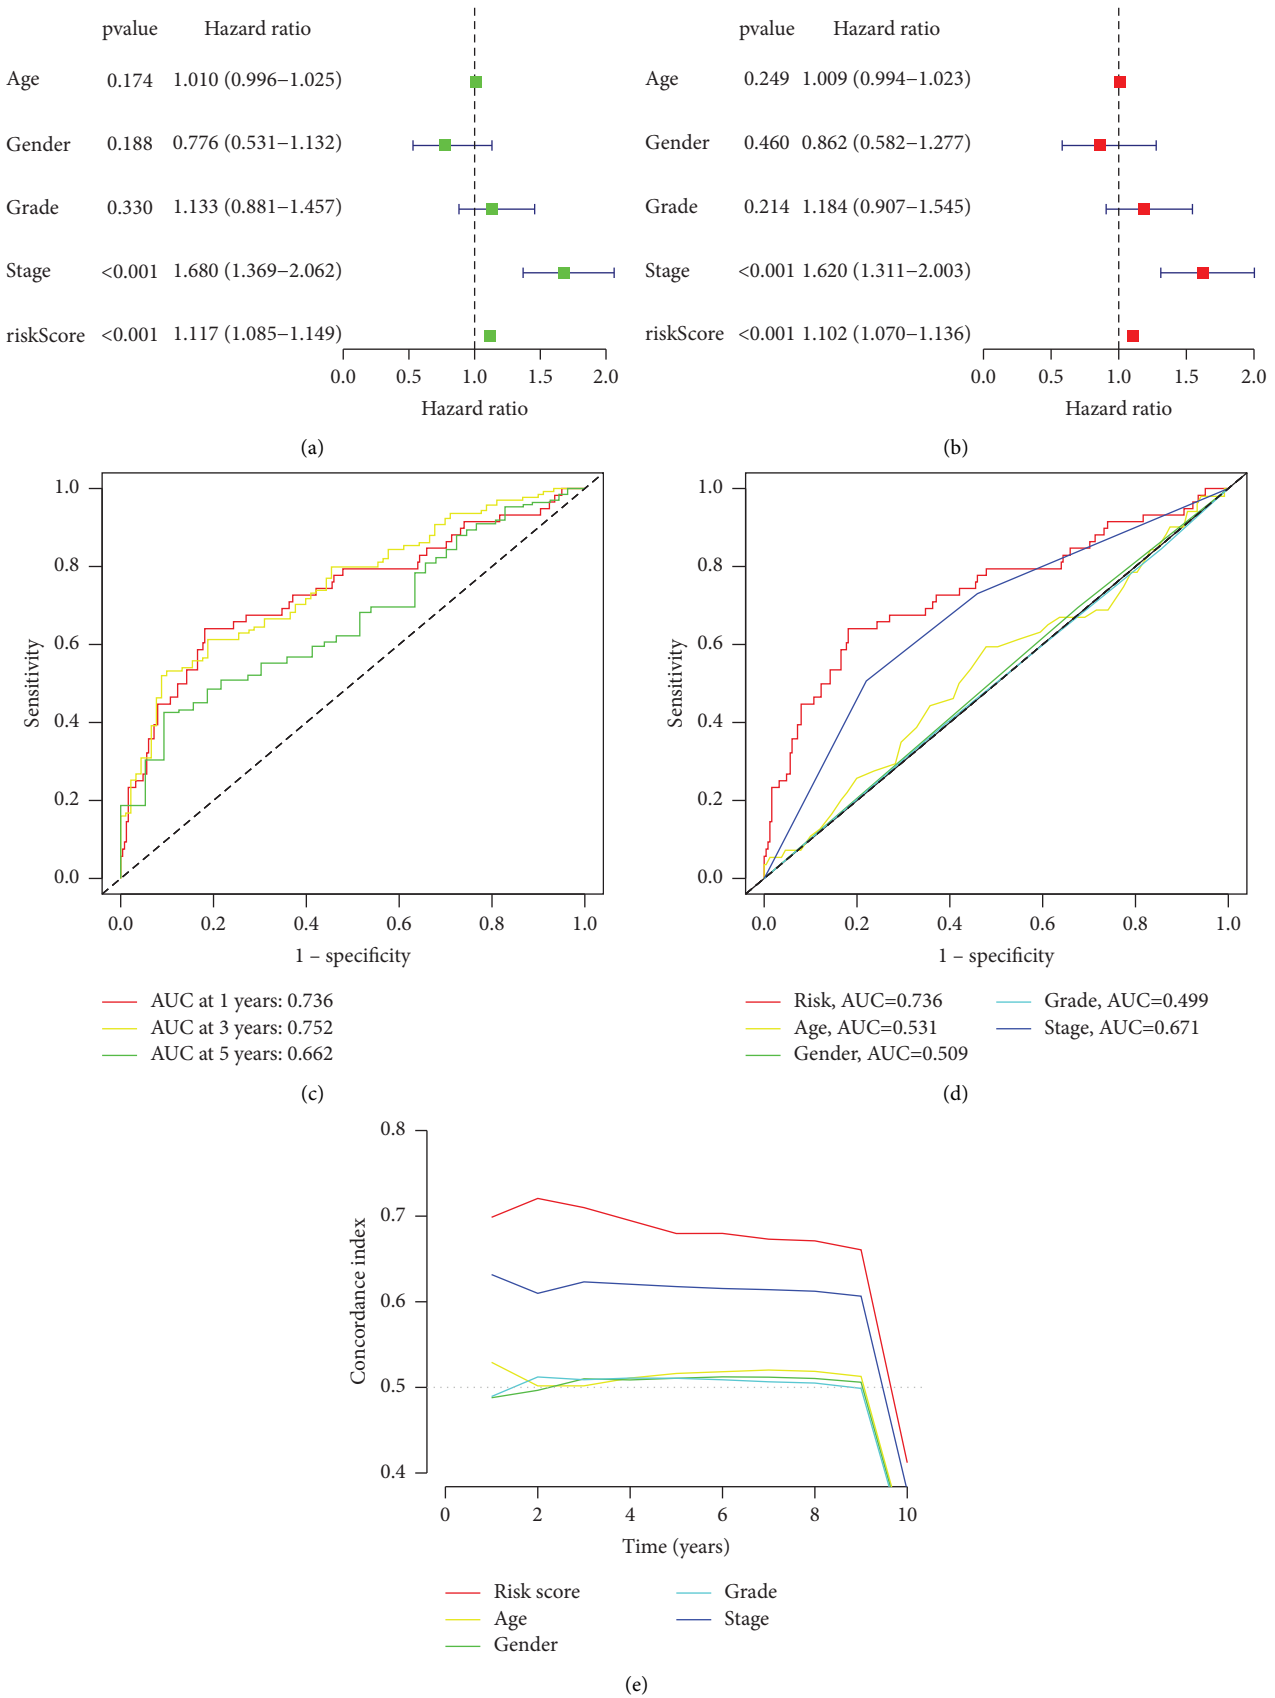 pvalue Hazard ratio
Age 0.174 1.010 (0.996−1.025)
Gender 0.188 0.776 (0.531−1.132)
Grade 0.330 1.133 (0.881−1.457)
Stage <0.001 1.680 (1.369−2.062)
riskScore <0.001 1.117 (1.085−1.149)
0.0 0.5 1.0 1.5 2.0
Hazard ratio
(a)
pvalue Hazard ratio
Age 0.249 1.009 (0.994−1.023)
Gender 0.460 0.862 (0.582−1.277)
Grade 0.214 1.184 (0.907−1.545)
Stage <0.001 1.620 (1.311−2.003)
riskScore <0.001 1.102 (1.070−1.136)
0.0 0.5 1.0 1.5 2.0
Hazard ratio
(b)
Sensitivity
1.0
0.8
0.6
0.4
0.2
0.0
0.0 0.2 0.4 0.6 0.8 1.0
1 – specificity
AUC at 1 years: 0.736
AUC at 3 years: 0.752
AUC at 5 years: 0.662
(c)
Sensitivity
1.0
0.8
0.6
0.4
0.2
0.0
0.0 0.2 0.4 0.6 0.8 1.0
1 – specificity
Risk, AUC=0.736
Age, AUC=0.531
Gender, AUC=0.509
Grade, AUC=0.499
Stage, AUC=0.671
(d)
Concordance index
0.8
0.7
0.6
0.5
0.4
0 2 4 6 8 10
Time (years)
Risk score
Age
Gender
Grade
Stage
(e)